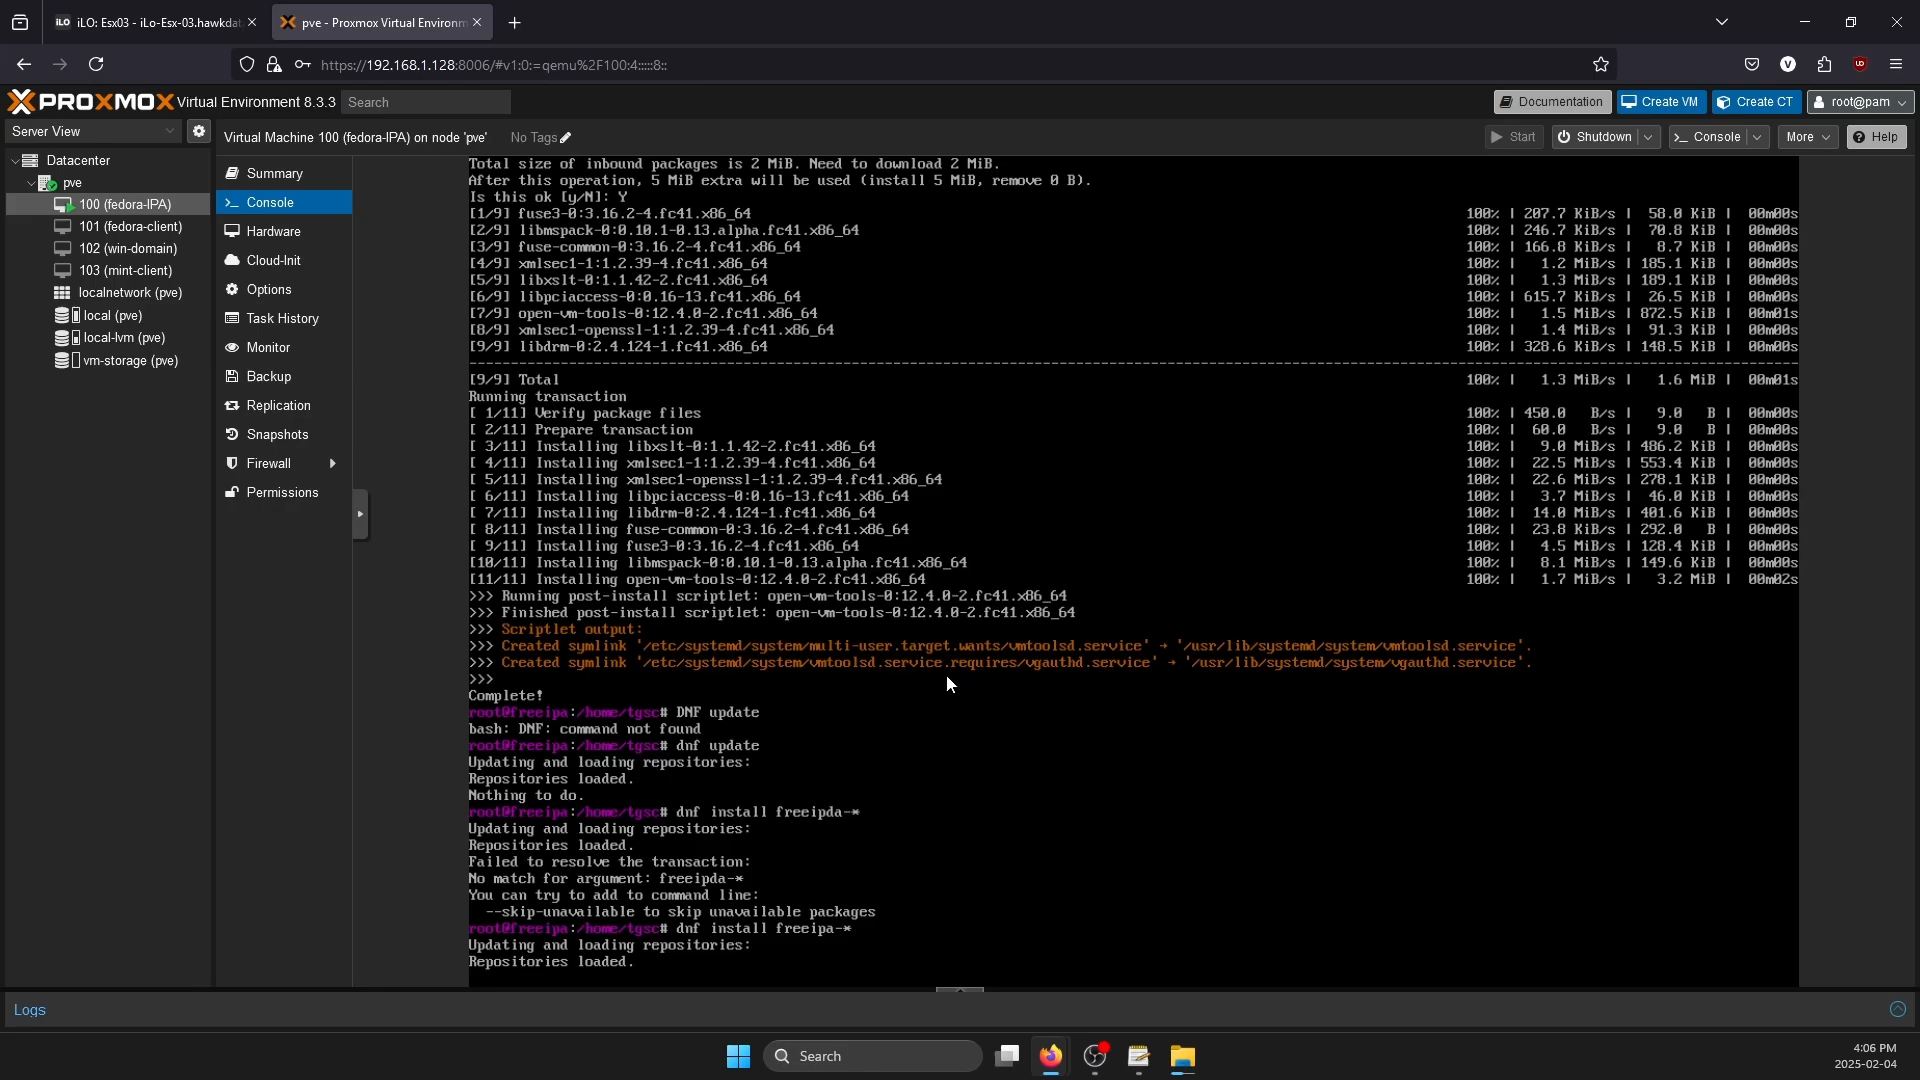 iLO iLO: Esx03 - iLo-Esx-03.hawkdat
pve - Proxmox Virtual Environm
https://192.168.1.128:8006/#v1:0:=qemu%2F100:4:::::8::
V
PROXMOX Virtual Environment 8.3.3 Search
Documentation Create VM Create CT root@pam
Server View
Virtual Machine 100 (fedora-IPA) on node 'pve' No Tags
Start Shutdown Console More Help
Datacenter
pve
100 (fedora-IPA)
101 (fedora-client)
102 (win-domain)
103 (mint-client)
localnetwork (pve)
local (pve)
local-lvm (pve)
vm-storage (pve)
Summary
Console
Hardware
Cloud-Init
Options
Task History
Monitor
Backup
Replication
Snapshots
Firewall
Permissions
Total size of inbound packages is 2 MiB. Need to download 2 MiB.
After this operation, 5 MiB extra will be used (install 5 MiB, remove 0 B).
Is this ok [y/N]: Y
[1/9] fuse3-0:3.16.2-4.fc41.x86_64 100% | 207.7 KiB/s | 58.0 KiB | 00m00s
[2/9] libmspack-0:0.10.1-0.13.alpha.fc41.x86_64 100% | 246.7 KiB/s | 70.8 KiB | 00m00s
[3/9] fuse-common-0:3.16.2-4.fc41.x86_64 100% | 166.8 KiB/s | 8.7 KiB | 00m00s
[4/9] xmlsec1-1:1.2.39-4.fc41.x86_64 100% | 1.2 MiB/s | 185.1 KiB | 00m00s
[5/9] libxslt-0:1.1.42-2.fc41.x86_64 100% | 1.3 MiB/s | 189.1 KiB | 00m00s
[6/9] libpciaccess-0:0.16-13.fc41.x86_64 100% | 615.7 KiB/s | 26.5 KiB | 00m00s
[7/9] open-vm-tools-0:12.4.0-2.fc41.x86_64 100% | 1.5 MiB/s | 872.5 KiB | 00m01s
[8/9] xmlsec1-openssl-1:1.2.39-4.fc41.x86_64 100% | 1.4 MiB/s | 91.3 KiB | 00m00s
[9/9] libdrm-0:2.4.124-1.fc41.x86_64 100% | 328.6 KiB/s | 148.5 KiB | 00m00s
[9/9] Total 100% | 1.3 MiB/s | 1.6 MiB | 00m01s
Running transaction
[ 1/11] Verify package files 100% | 450.0 B/s | 9.0 B | 00m00s
[ 2/11] Prepare transaction 100% | 60.0 B/s | 9.0 B | 00m00s
[ 3/11] Installing libxslt-0:1.1.42-2.fc41.x86_64 100% | 9.0 MiB/s | 486.2 KiB | 00m00s
[ 4/11] Installing xmlsec1-1:1.2.39-4.fc41.x86_64 100% | 22.5 MiB/s | 553.4 KiB | 00m00s
[ 5/11] Installing xmlsec1-openssl-1:1.2.39-4.fc41.x86_64 100% | 22.6 MiB/s | 278.1 KiB | 00m00s
[ 6/11] Installing libpciaccess-0:0.16-13.fc41.x86_64 100% | 3.7 MiB/s | 46.0 KiB | 00m00s
[ 7/11] Installing libdrm-0:2.4.124-1.fc41.x86_64 100% | 14.0 MiB/s | 401.6 KiB | 00m00s
[ 8/11] Installing fuse-common-0:3.16.2-4.fc41.x86_64 100% | 23.8 KiB/s | 292.0 B | 00m00s
[ 9/11] Installing fuse3-0:3.16.2-4.fc41.x86_64 100% | 4.5 MiB/s | 128.4 KiB | 00m00s
[10/11] Installing libmspack-0:0.10.1-0.13.alpha.fc41.x86_64 100% | 8.1 MiB/s | 149.6 KiB | 00m00s
[11/11] Installing open-vm-tools-0:12.4.0-2.fc41.x86_64 100% | 1.7 MiB/s | 3.2 MiB | 00m02s
>>> Running post-install scriptlet: open-vm-tools-0:12.4.0-2.fc41.x86_64
>>> Finished post-install scriptlet: open-vm-tools-0:12.4.0-2.fc41.x86_64
>>> Scriptlet output:
>>> Created symlink '/etc/systemd/system/multi-user.target.wants/vmtoolsd.service' → '/usr/lib/systemd/system/vmtoolsd.service'.
>>> Created symlink '/etc/systemd/system/vmtoolsd.service.requires/vgauthd.service' → '/usr/lib/systemd/system/vgauthd.service'.
>>>
Complete!
root@freeipa:/home/tgsc# DNF update
bash: DNF: command not found
root@freeipa:/home/tgsc# dnf update
Updating and loading repositories:
Repositories loaded.
Nothing to do.
root@freeipa:/home/tgsc# dnf install freeipda-*
Updating and loading repositories:
Repositories loaded.
Failed to resolve the transaction:
No match for argument: freeipda-*
You can try to add to command line:
--skip-unavailable to skip unavailable packages
root@freeipa:/home/tgsc# dnf install freeipa-*
Updating and loading repositories:
Repositories loaded.
Logs
Search
4:06 PM
2025-02-04